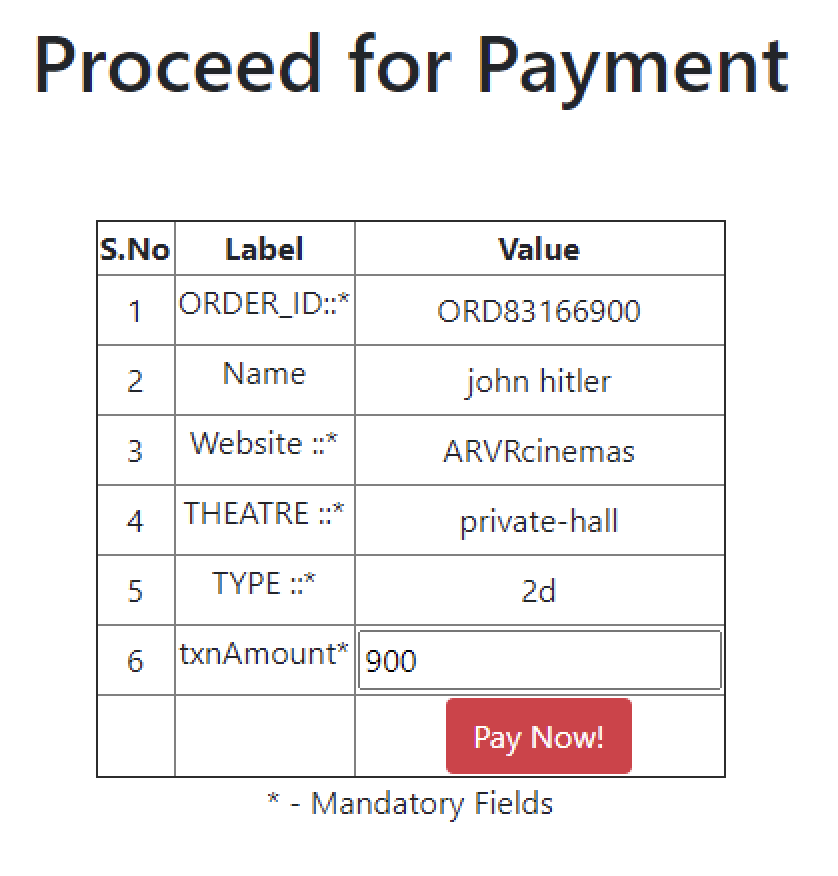 Proceed for Payment
S.No Label Value
1 ORDER_ID::* ORD83166900
2 Name john hitler
3 Website ::* ARVRcinemas
4 THEATRE ::* private-hall
5 TYPE ::* 2d
6 txnAmount* 900
Pay Now!
* - Mandatory Fields